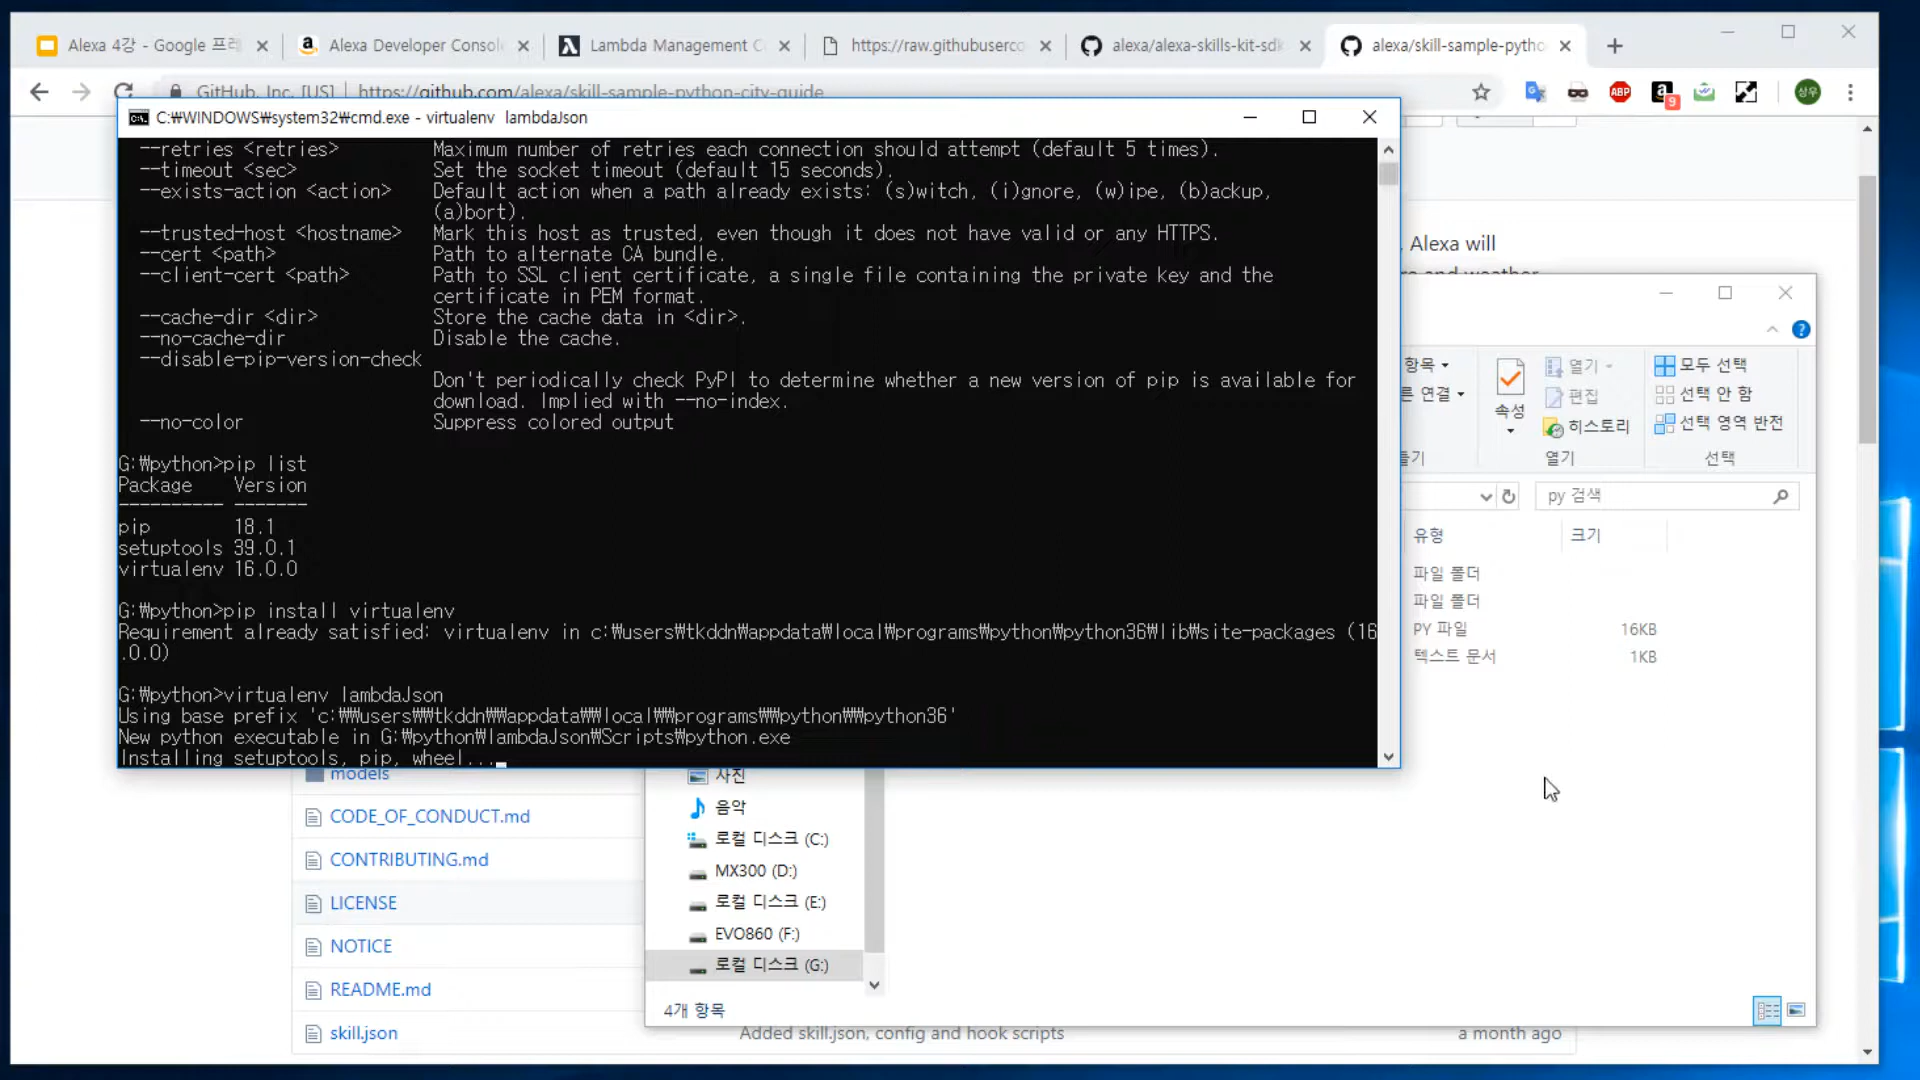 Alexa 4강 - Google 프레
Alexa Developer Consol
Lambda Management C
https://raw.githubuserco
alexa/alexa-skills-kit-sdk
alexa/skill-sample-pytho
GitHub, Inc. [US]
https://github.com/alexa/skill-sample-python-city-guide
ABP
9
상우
C:₩WINDOWS₩system32₩cmd.exe - virtualenv lambdaJson
--retries <retries> Maximum number of retries each connection should attempt (default 5 times).
--timeout <sec> Set the socket timeout (default 15 seconds).
--exists-action <action> Default action when a path already exists: (s)witch, (i)gnore, (w)ipe, (b)ackup,
(a)bort).
--trusted-host <hostname> Mark this host as trusted, even though it does not have valid or any HTTPS.
--cert <path> Path to alternate CA bundle.
--client-cert <path> Path to SSL client certificate, a single file containing the private key and the
certificate in PEM format.
--cache-dir <dir> Store the cache data in <dir>.
--no-cache-dir Disable the cache.
--disable-pip-version-check
Don't periodically check PyPI to determine whether a new version of pip is available for
download. Implied with --no-index.
--no-color Suppress colored output
G:₩python>pip list
Package Version
---------- -------
pip 18.1
setuptools 39.0.1
virtualenv 16.0.0
G:₩python>pip install virtualenv
Requirement already satisfied: virtualenv in c:₩users₩tkddn₩appdata₩local₩programs₩python₩python36₩lib₩site-packages (16
.0.0)
G:₩python>virtualenv lambdaJson
Using base prefix 'c:₩₩users₩₩tkddn₩₩appdata₩₩local₩₩programs₩₩python₩₩python36'
New python executable in G:₩python₩lambdaJson₩Scripts₩python.exe
Installing setuptools, pip, wheel...
, Alexa will
and weather
항목
른 연결
속성
열기
편집
히스토리
모두 선택
선택 안 함
선택 영역 반전
들기
열기
선택
py 검색
유형
크기
파일 폴더
파일 폴더
PY 파일 16KB
텍스트 문서 1KB
models
CODE_OF_CONDUCT.md
CONTRIBUTING.md
LICENSE
NOTICE
README.md
skill.json
Added skill.json, config and hook scripts
a month ago
사진
음악
로컬 디스크 (C:)
MX300 (D:)
로컬 디스크 (E:)
EVO860 (F:)
로컬 디스크 (G:)
4개 항목